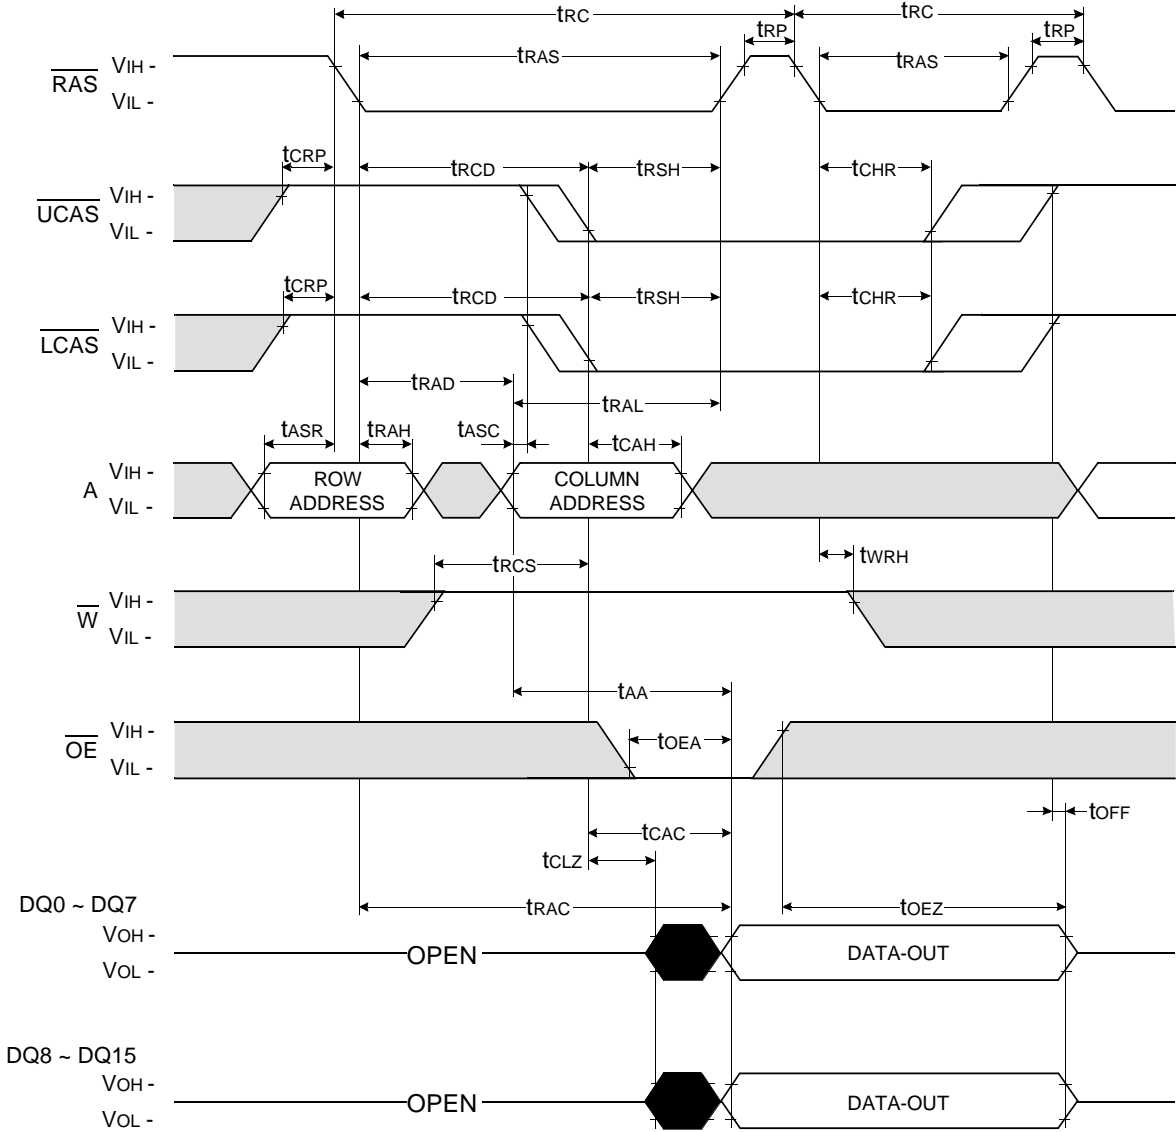 tRC tRC
tRP tRP
tRAS tRAS
RAS
VIH -
VIL -
tCRP tRCD tRSH tCHR
UCAS
VIH -
VIL -
tCRP tRCD tRSH tCHR
LCAS
VIH -
VIL -
tRAD
tRAL
tASR tRAH tASC tCAH
A
VIH -
VIL -
ROW
ADDRESS
COLUMN
ADDRESS
tRCS tWRH
W
VIH -
VIL -
tAA
OE
VIH -
VIL -
tOEA
tOFF
tCAC
tCLZ
tRAC tOEZ
DQ0 ~ DQ7
VOH -
VOL -
OPEN DATA-OUT
DQ8 ~ DQ15
VOH -
VOL -
OPEN DATA-OUT